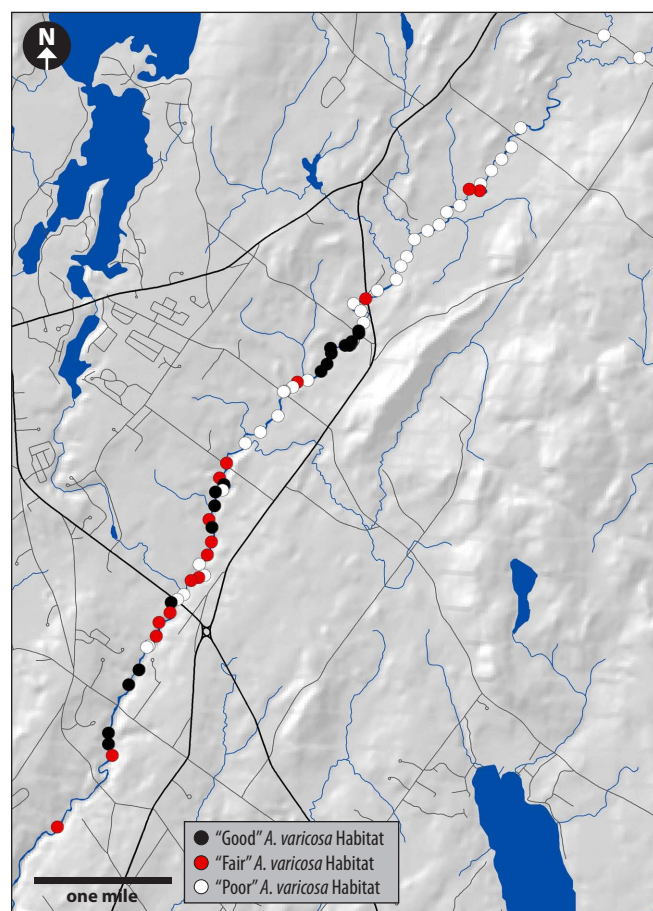 N
"Good" A. varicosa Habitat
"Fair" A. varicosa Habitat
"Poor" A. varicosa Habitat
one mile